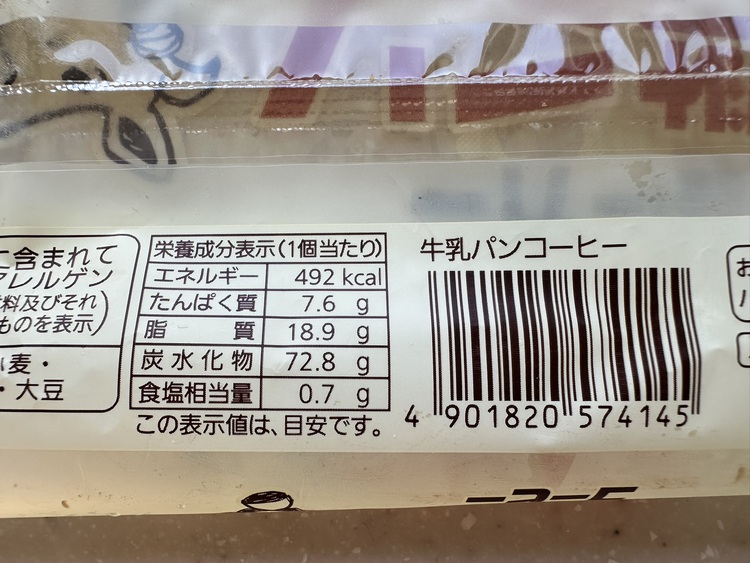 に含まれて
アレルゲン
料及びそれ
ものを表示)
小麦・
・大豆
栄養成分表示(1個当たり)
エネルギー 492 kcal
たんぱく質 7.6 g
脂質 18.9 g
炭水化物 72.8 g
食塩相当量 0.7 g
この表示値は、目安です。
牛乳パンコーヒー
4 901820 574145
お